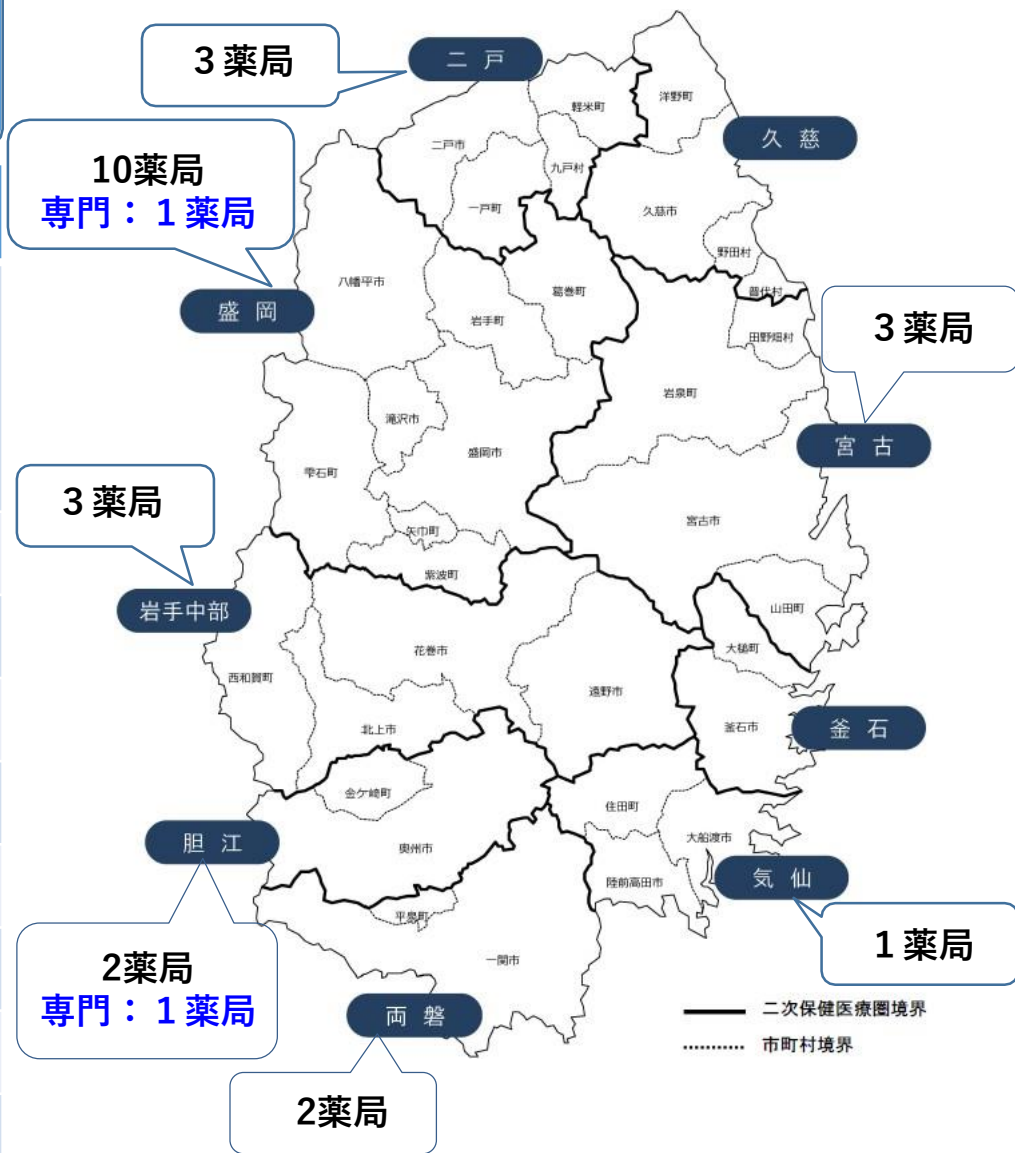 ３薬局
二 戸
軽米町
洋野町
久 慈
二戸市
九戸村
10薬局
専門：１薬局
一戸町
久慈市
野田村
普代村
八幡平市
葛巻町
盛 岡
岩手町
田野畑村
３薬局
岩泉町
滝沢市
宮 古
盛岡市
雫石町
３薬局
宮古市
矢巾町
紫波町
岩手中部
山田町
大槌町
花巻市
西和賀町
遠野市
北上市
釜石市
釜 石
金ケ崎町
住田町
胆 江
奥州市
大船渡市
陸前高田市
気 仙
平泉町
2薬局
専門：１薬局
一関市
１薬局
両 磐
二次保健医療圏境界
市町村境界
2薬局